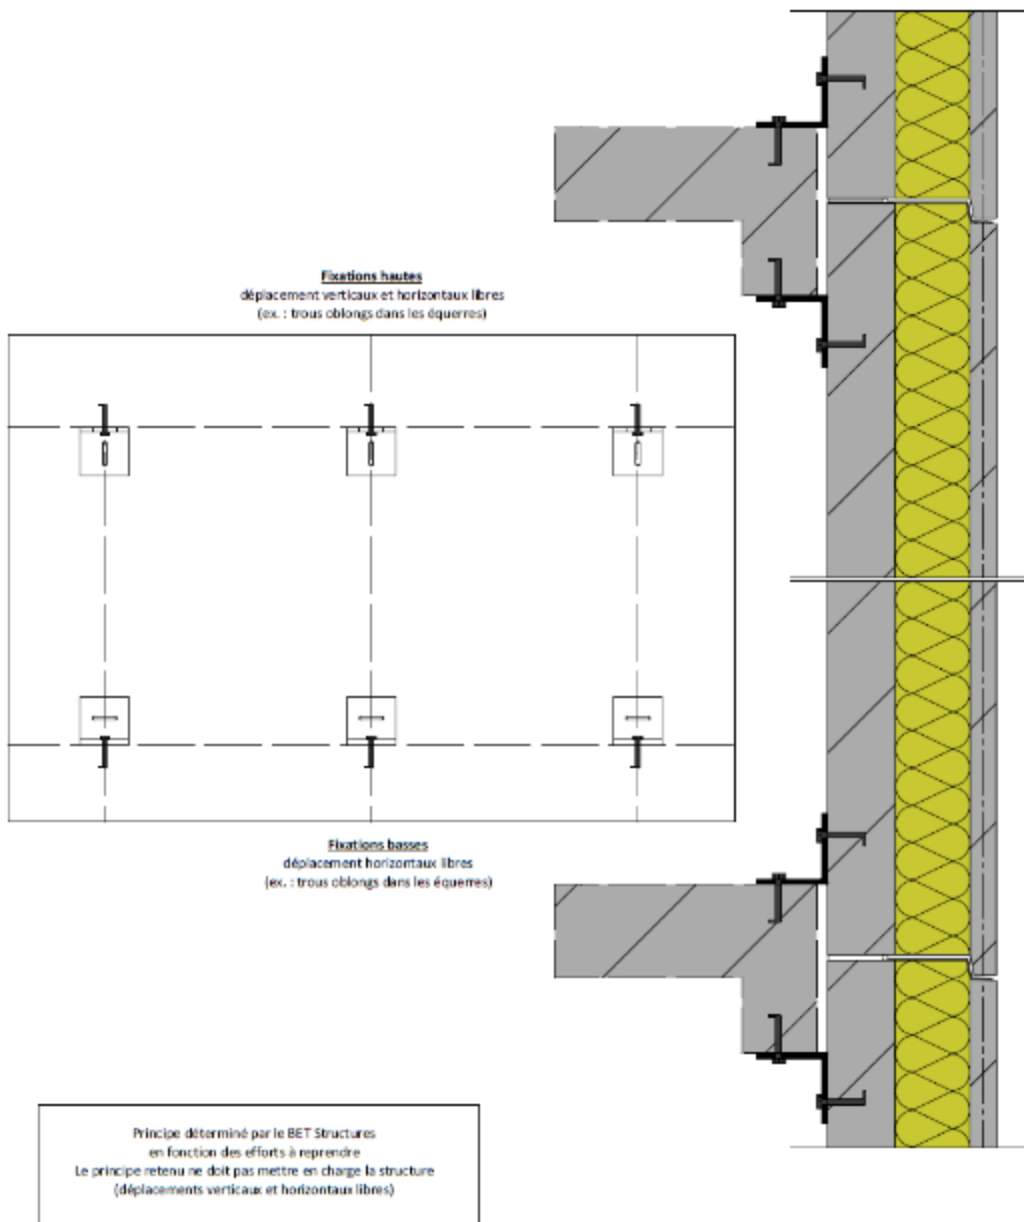 Fixations hautes
déplacement verticaux et horizontaux libres
(ex. : trous oblongs dans les équerres)
Fixations basses
déplacement horizontaux libres
(ex. : trous oblongs dans les équerres)
Principe déterminé par le BET Structures
en fonction des efforts à reprendre
Le principe retenu ne doit pas mettre en charge la structure
(déplacements verticaux et horizontaux libres)